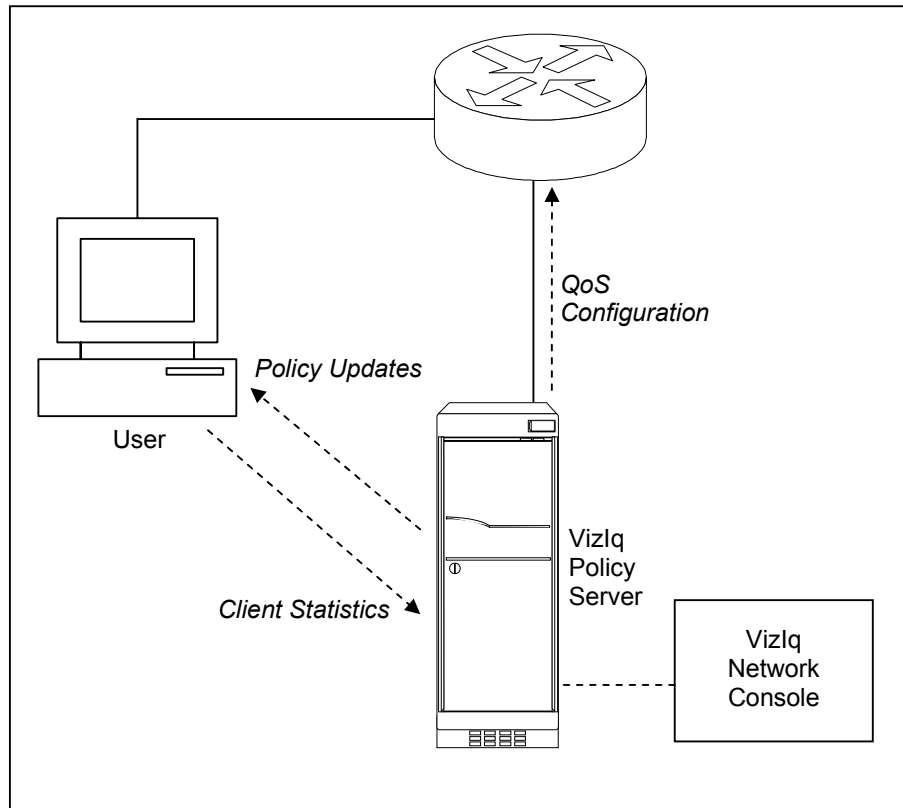 QoS
Configuration
Policy Updates
User
VizIq
Policy
Server
Client Statistics
VizIq
Network
Console